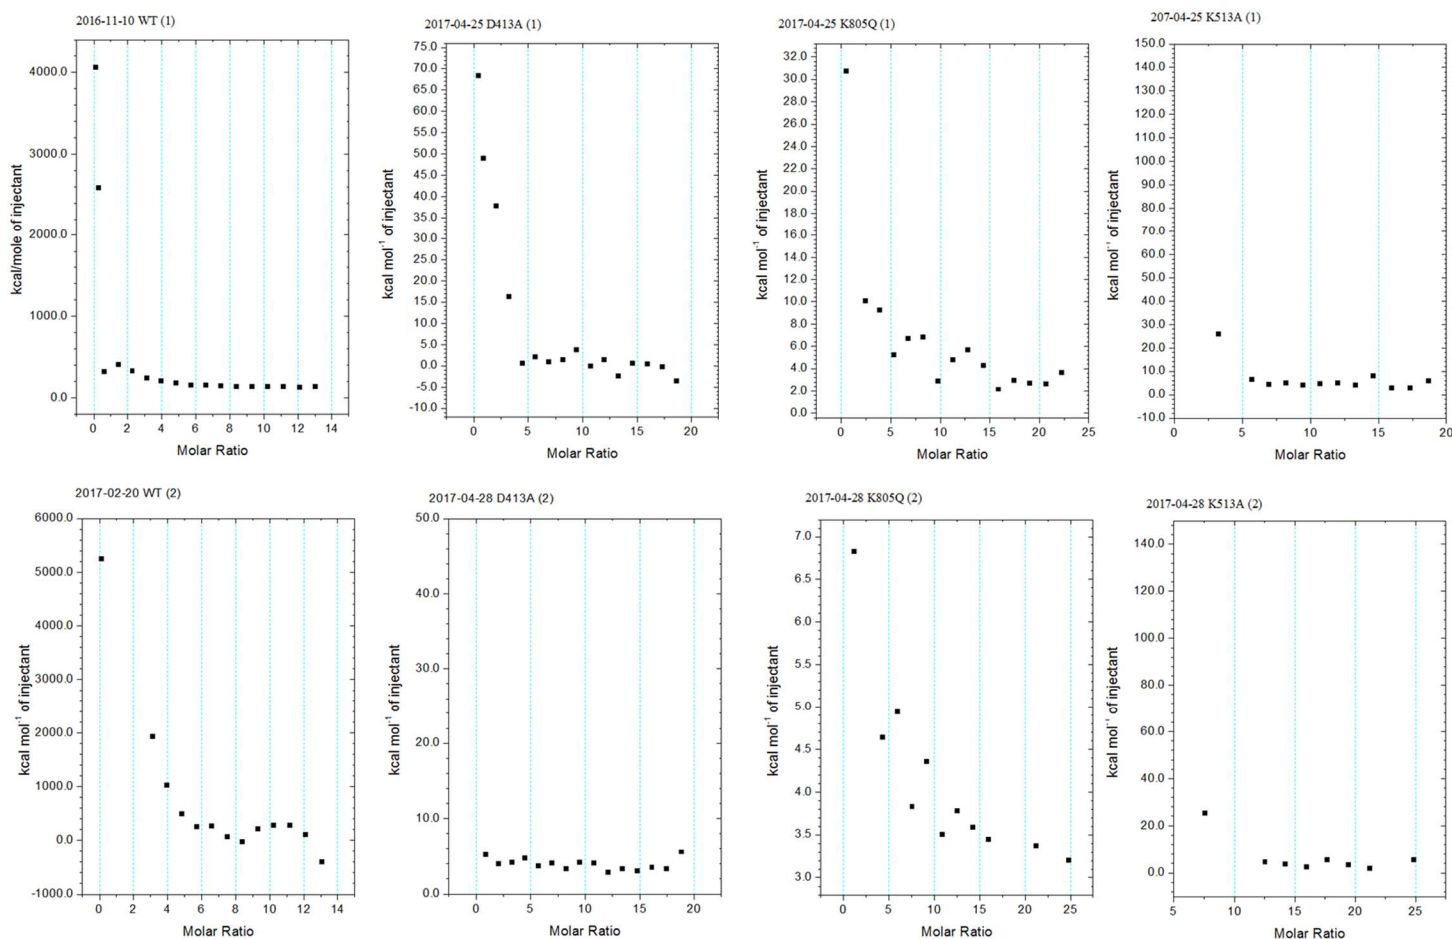 2016-11-10 WT (1)
kcal/mole of injectant
4000.0
3000.0
2000.0
1000.0
0.0
0 2 4 6 8 10 12 14
Molar Ratio
2017-04-25 D413A (1)
kcal mol⁻¹ of injectant
75.0
70.0
65.0
60.0
55.0
50.0
45.0
40.0
35.0
30.0
25.0
20.0
15.0
10.0
5.0
0.0
-5.0
-10.0
0 5 10 15 20
Molar Ratio
2017-04-25 K805Q (1)
kcal mol⁻¹ of injectant
32.0
30.0
28.0
26.0
24.0
22.0
20.0
18.0
16.0
14.0
12.0
10.0
8.0
6.0
4.0
2.0
0.0
0 5 10 15 20 25
Molar Ratio
207-04-25 K513A (1)
kcal mol⁻¹ of injectant
150.0
140.0
130.0
120.0
110.0
100.0
90.0
80.0
70.0
60.0
50.0
40.0
30.0
20.0
10.0
0.0
-10.0
0 5 10 15 20
Molar Ratio
2017-02-20 WT (2)
kcal mol⁻¹ of injectant
6000.0
5000.0
4000.0
3000.0
2000.0
1000.0
0.0
-1000.0
0 2 4 6 8 10 12 14
Molar Ratio
2017-04-28 D413A (2)
kcal mol⁻¹ of injectant
50.0
40.0
30.0
20.0
10.0
0.0
0 5 10 15 20
Molar Ratio
2017-04-28 K805Q (2)
kcal mol⁻¹ of injectant
7.0
6.5
6.0
5.5
5.0
4.5
4.0
3.5
3.0
0 5 10 15 20 25
Molar Ratio
2017-04-28 K513A (2)
kcal mol⁻¹ of injectant
140.0
120.0
100.0
80.0
60.0
40.0
20.0
0.0
5 10 15 20 25
Molar Ratio